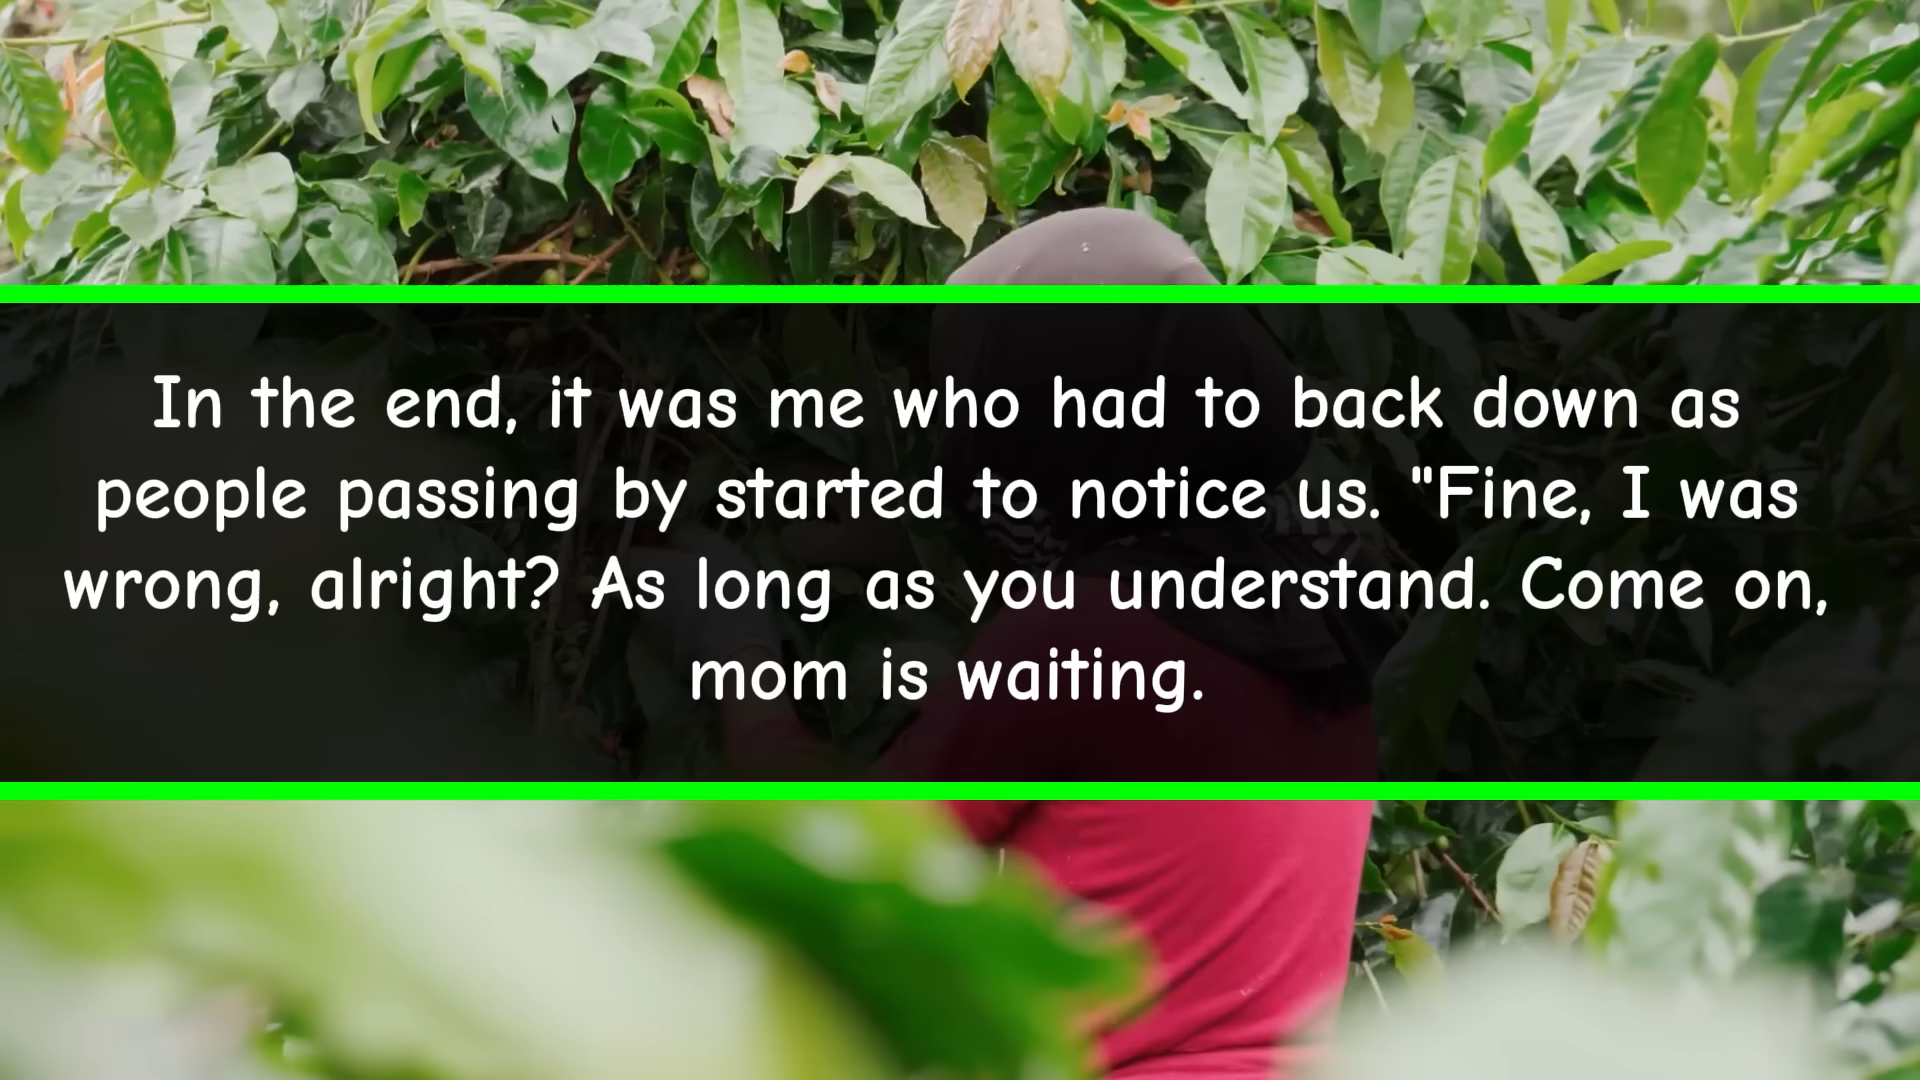 In the end, it was me who had to back down as
people passing by started to notice us. "Fine, I was
wrong, alright? As long as you understand. Come on,
mom is waiting.